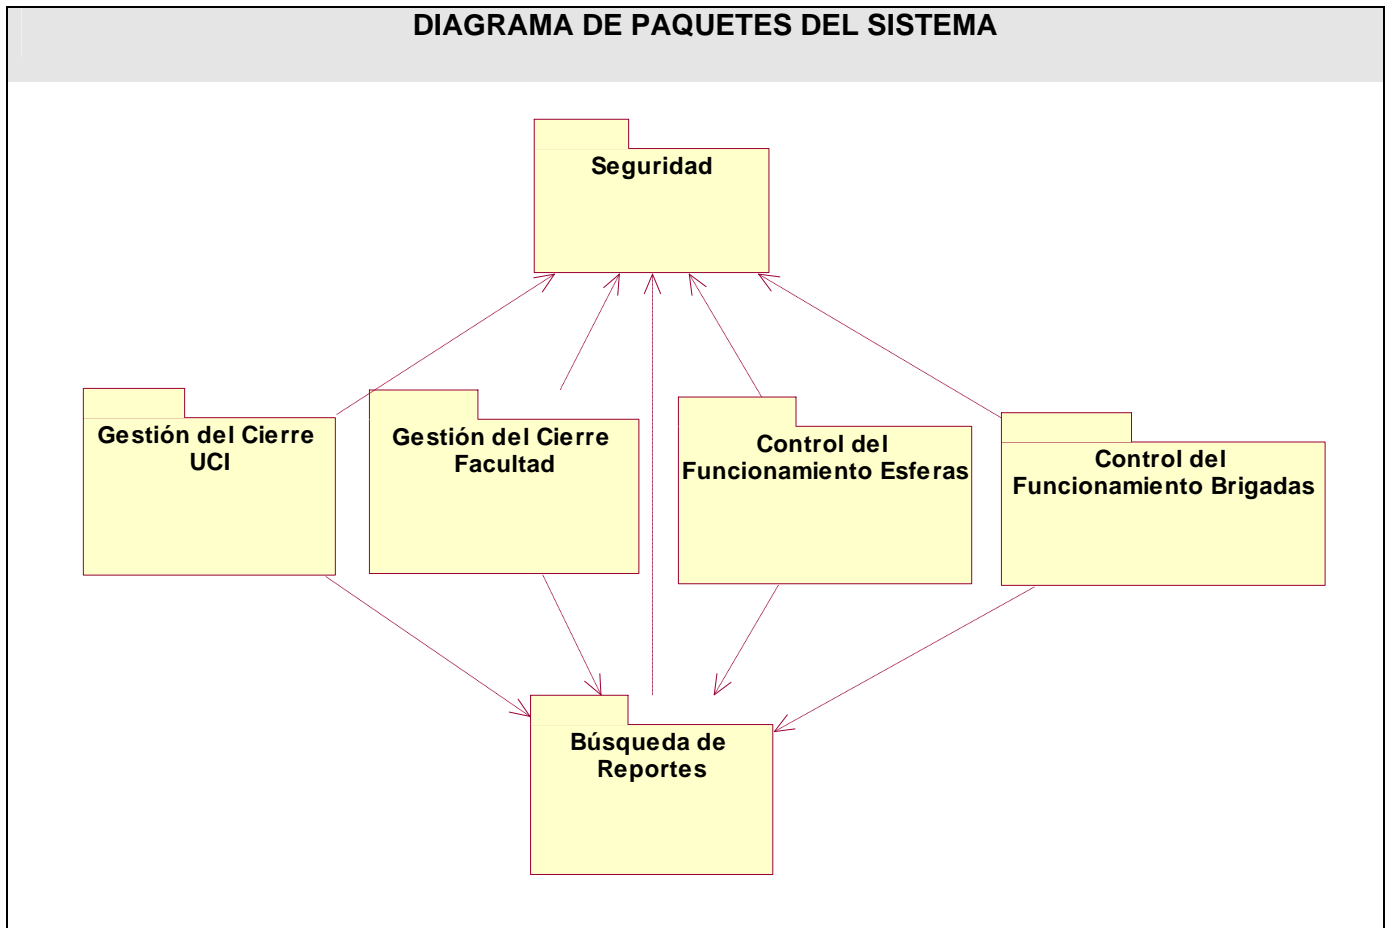 DIAGRAMA DE PAQUETES DEL SISTEMA
Seguridad
Gestión del Cierre
UCI
Gestión del Cierre
Facultad
Control del
Funcionamiento Esferas
Control del
Funcionamiento Brigadas
Búsqueda de
Reportes